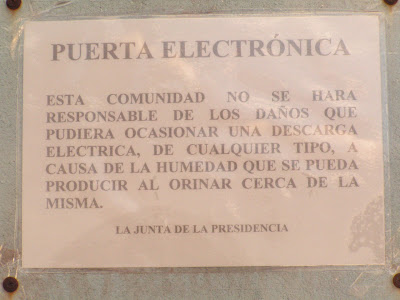 PUERTA ELECTRÓNICA
ESTA COMUNIDAD NO SE HARA
RESPONSABLE DE LOS DAÑOS QUE
PUDIERA OCASIONAR UNA DESCARGA
ELECTRICA, DE CUALQUIER TIPO, A
CAUSA DE LA HUMEDAD QUE SE PUEDA
PRODUCIR AL ORINAR CERCA DE LA
MISMA.
LA JUNTA DE LA PRESIDENCIA